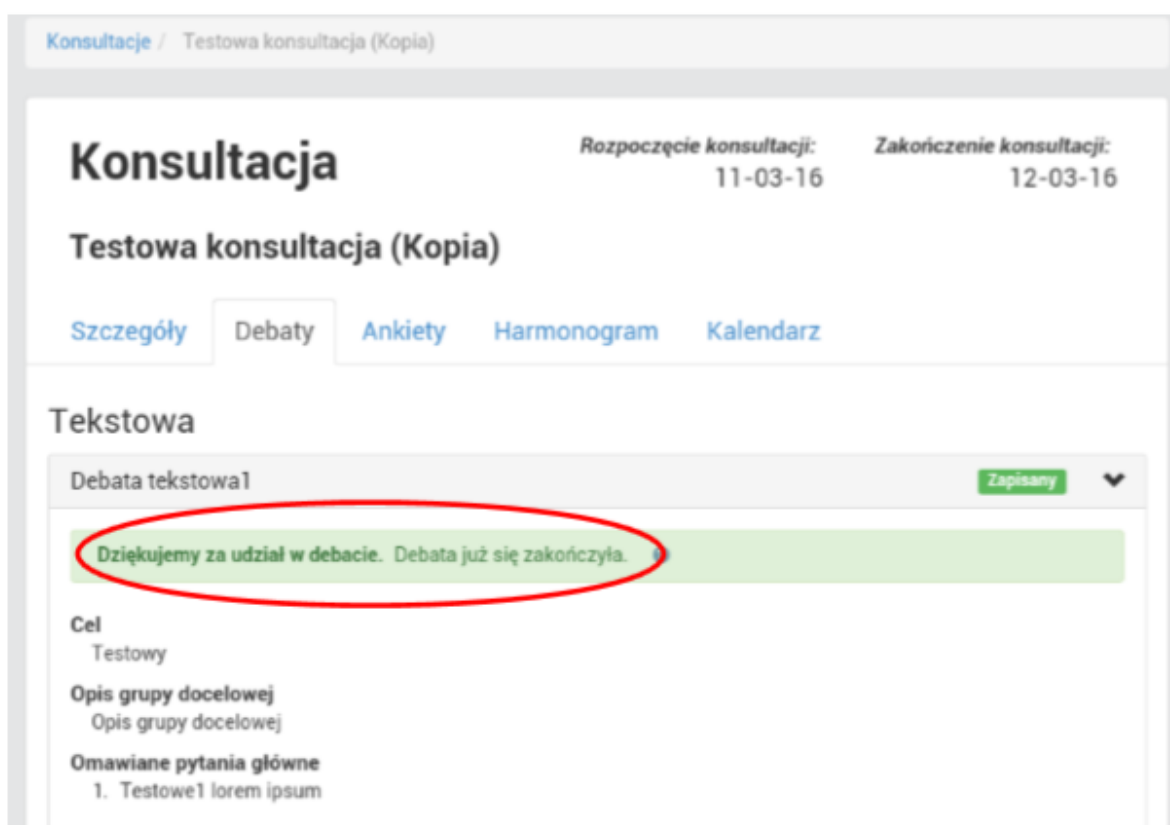 Konsultacje / Testowa konsultacja (Kopia)
Konsultacja
Rozpoczęcie konsultacji: Zakończenie konsultacji:
11-03-16 12-03-16
Testowa konsultacja (Kopia)
Szczegóły Debaty Ankiety Harmonogram Kalendarz
Tekstowa
Debata tekstowa1 Zapisany
Dziękujemy za udział w debacie. Debata już się zakończyła.
Cel
Testowy
Opis grupy docelowej
Opis grupy docelowej
Omawiane pytania główne
1. Testowe1 lorem ipsum